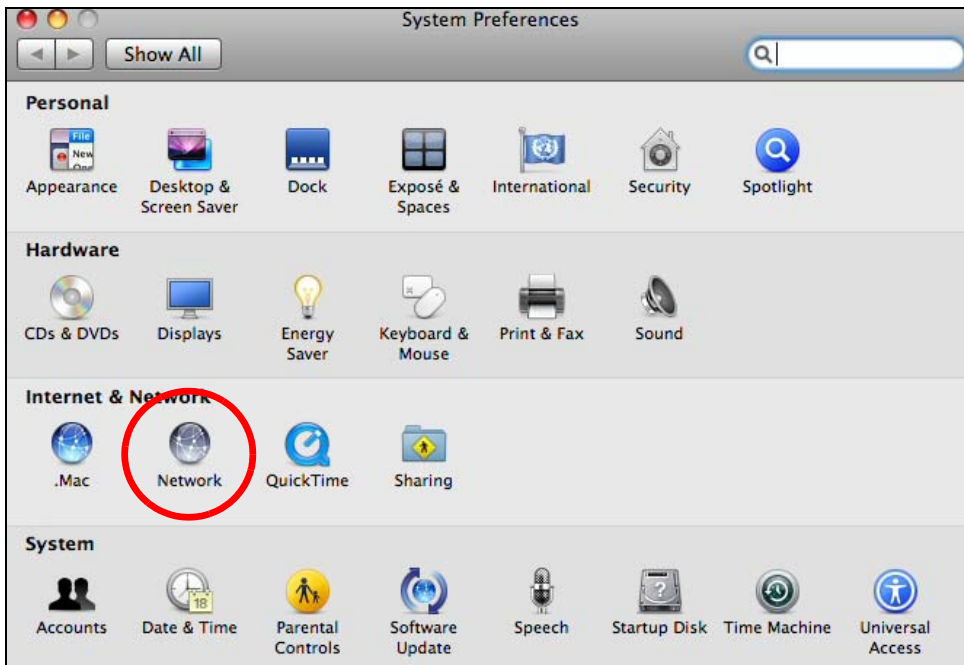 System Preferences
Show All
Personal
File
New
Appearance
Desktop &
Screen Saver
Dock
Exposé &
Spaces
International
Security
Spotlight
Hardware
CDs & DVDs
Displays
Energy
Saver
Keyboard &
Mouse
Print & Fax
Sound
Internet & Network
.Mac
Network
QuickTime
Sharing
System
18
?
Accounts
Date & Time
Parental
Controls
Software
Update
Speech
Startup Disk
Time Machine
Universal
Access